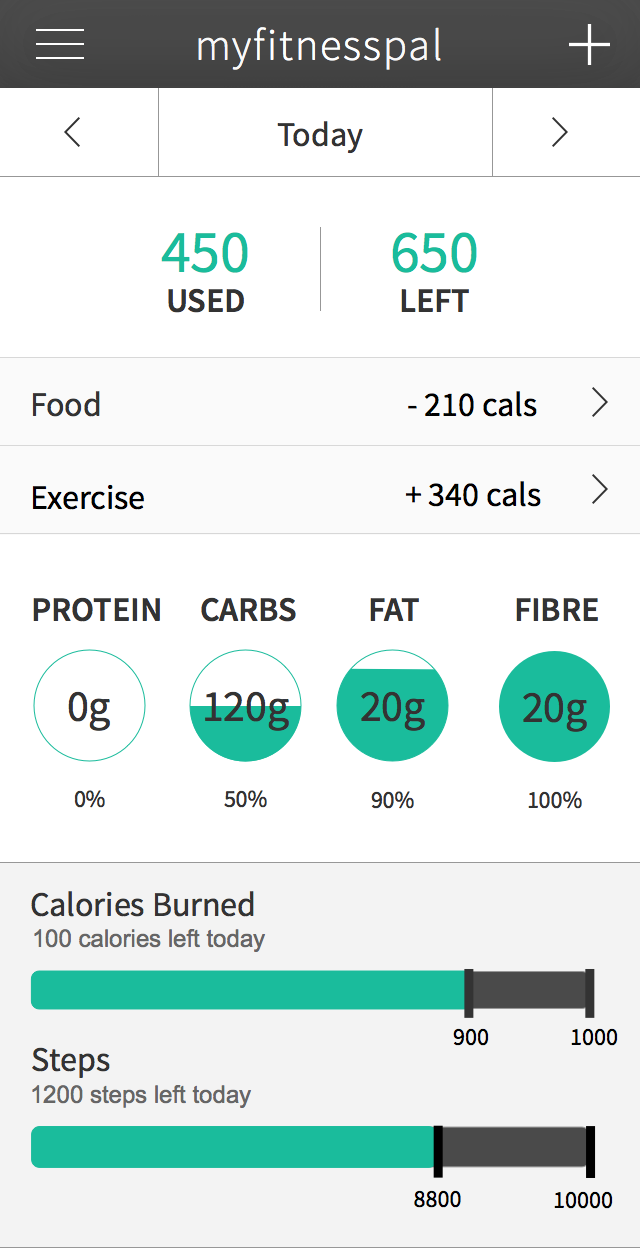 myfitnesspal
Today
450 650
USED LEFT
Food - 210 cals
Exercise + 340 cals
PROTEIN CARBS FAT FIBRE
0g 120g 20g 20g
0% 50% 90% 100%
Calories Burned
100 calories left today
900 1000
Steps
1200 steps left today
8800 10000